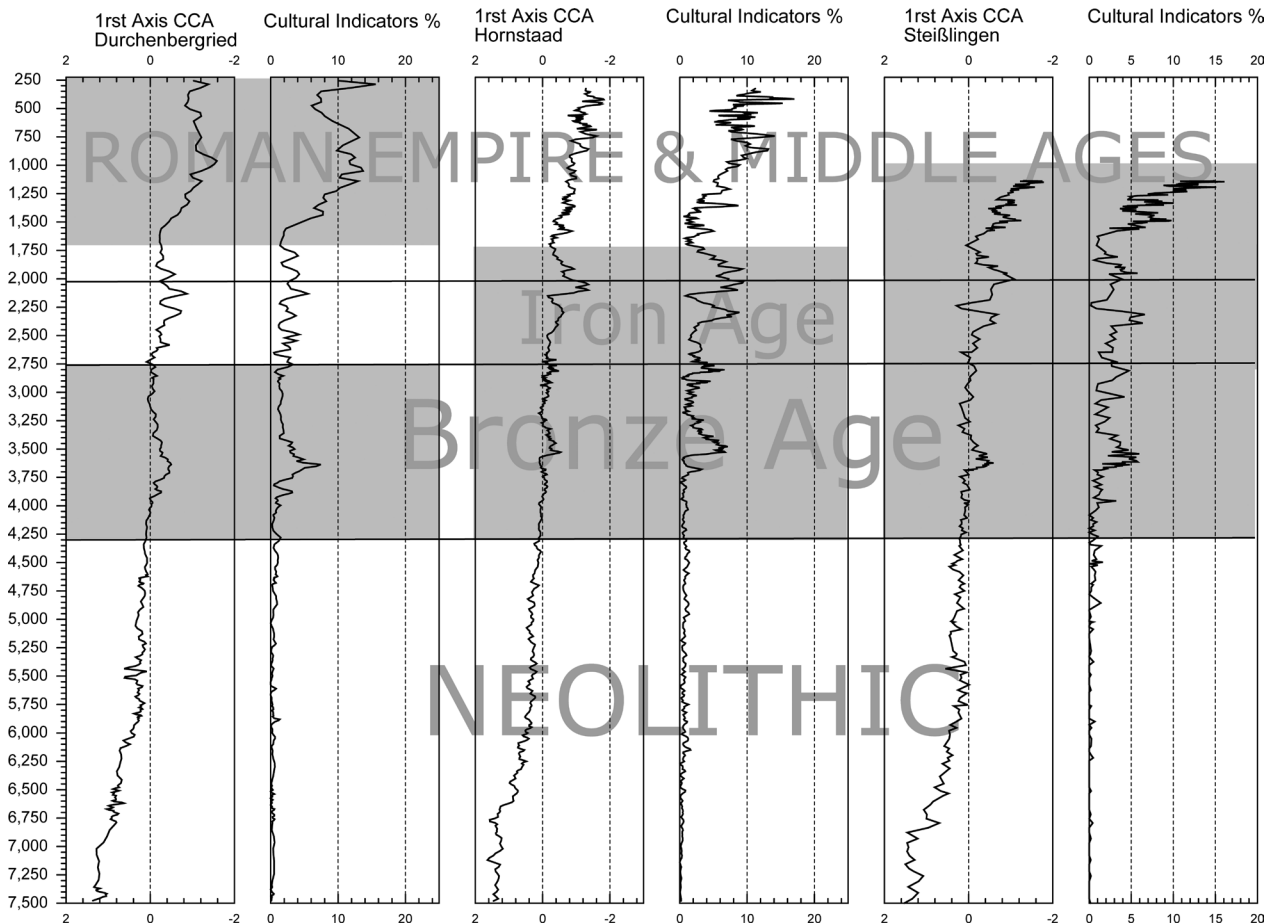 1rst Axis CCA
Durchenbergried
Cultural Indicators %
1rst Axis CCA
Hornstaad
Cultural Indicators %
1rst Axis CCA
Steißlingen
Cultural Indicators %
2 0 -2 0 10 20 2 0 -2 0 10 20 2 0 -2 0 5 10 15 20
250
500
750
ROMAN EMPIRE & MIDDLE AGES
1,000
1,250
1,500
1,750
2,000
2,250
Iron Age
2,500
2,750
3,000
3,250
Bronze Age
3,500
3,750
4,000
4,250
4,500
4,750
5,000
5,250
5,500
NEOLITHIC
5,750
6,000
6,250
6,500
6,750
7,000
7,250
7,500
2 0 -2 0 10 20 2 0 -2 0 10 20 2 0 -2 0 5 10 15 20